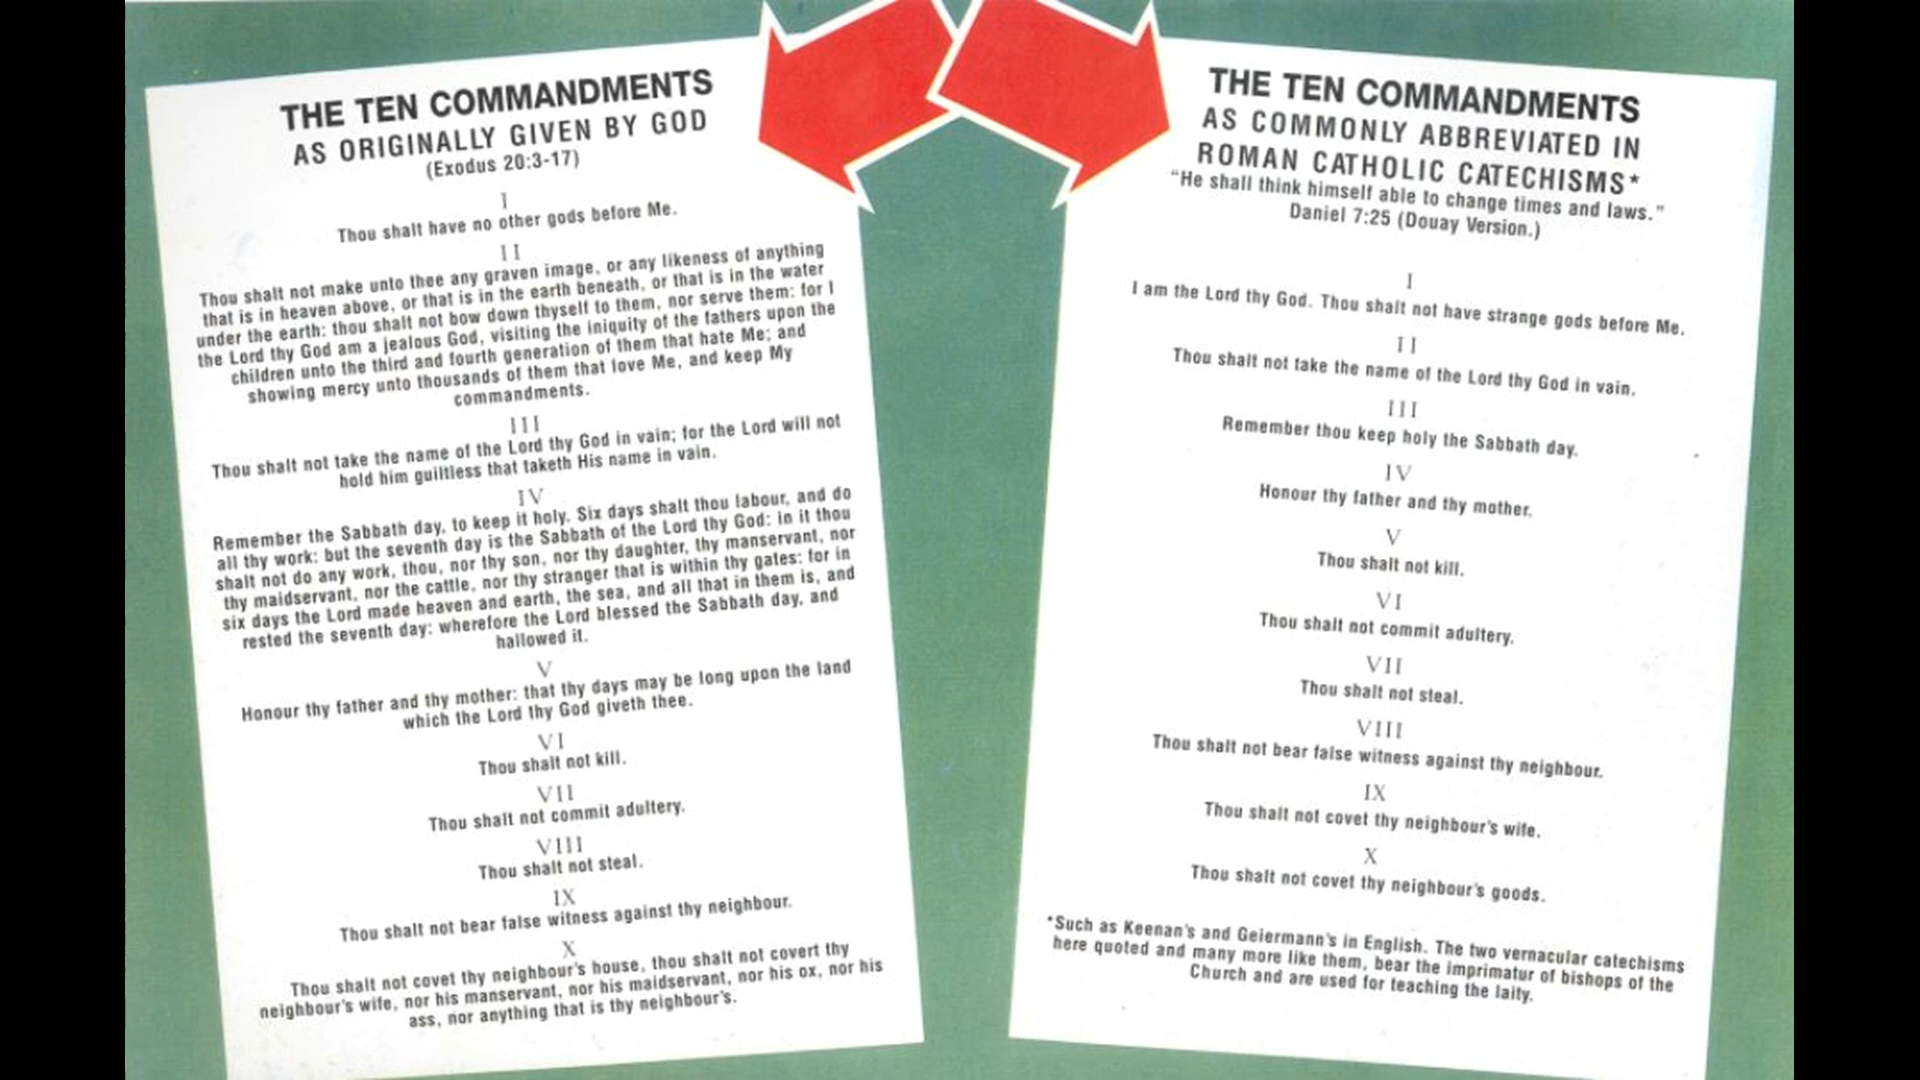 THE TEN COMMANDMENTS
AS ORIGINALLY GIVEN BY GOD
(Exodus 20:3-17)
I
Thou shalt have no other gods before Me.
II
Thou shalt not make unto thee any graven image, or any likeness of anything
that is in heaven above, or that is in the earth beneath, or that is in the water
under the earth: thou shalt not bow down thyself to them, nor serve them: for I
the Lord thy God am a jealous God, visiting the iniquity of the fathers upon the
children unto the third and fourth generation of them that hate Me; and
showing mercy unto thousands of them that love Me, and keep My
commandments.
III
Thou shalt not take the name of the Lord thy God in vain; for the Lord will not
hold him guiltless that taketh His name in vain.
IV
Remember the Sabbath day, to keep it holy. Six days shalt thou labour, and do
all thy work: but the seventh day is the Sabbath of the Lord thy God: in it thou
shalt not do any work, thou, nor thy son, nor thy daughter, thy manservant, nor
thy maidservant, nor the cattle, nor thy stranger that is within thy gates: for in
six days the Lord made heaven and earth, the sea, and all that in them is, and
rested the seventh day: wherefore the Lord blessed the Sabbath day, and
hallowed it.
V
Honour thy father and thy mother: that thy days may be long upon the land
which the Lord thy God giveth thee.
VI
Thou shalt not kill.
VII
Thou shalt not commit adultery.
VIII
Thou shalt not steal.
IX
Thou shalt not bear false witness against thy neighbour.
X
Thou shalt not covet thy neighbour's house, thou shalt not covert thy
neighbour's wife, nor his manservant, nor his maidservant, nor his ox, nor his
ass, nor anything that is thy neighbour's.
THE TEN COMMANDMENTS
AS COMMONLY ABBREVIATED IN
ROMAN CATHOLIC CATECHISMS*
"He shall think himself able to change times and laws."
Daniel 7:25 (Douay Version.)
I
I am the Lord thy God. Thou shalt not have strange gods before Me.
II
Thou shalt not take the name of the Lord thy God in vain.
III
Remember thou keep holy the Sabbath day.
IV
Honour thy father and thy mother.
V
Thou shalt not kill.
VI
Thou shalt not commit adultery.
VII
Thou shalt not steal.
VIII
Thou shalt not bear false witness against thy neighbour.
IX
Thou shalt not covet thy neighbour's wife.
X
Thou shalt not covet thy neighbour's goods.
*Such as Keenan's and Geiermann's in English. The two vernacular catechisms
here quoted and many more like them, bear the imprimatur of bishops of the
Church and are used for teaching the laity.